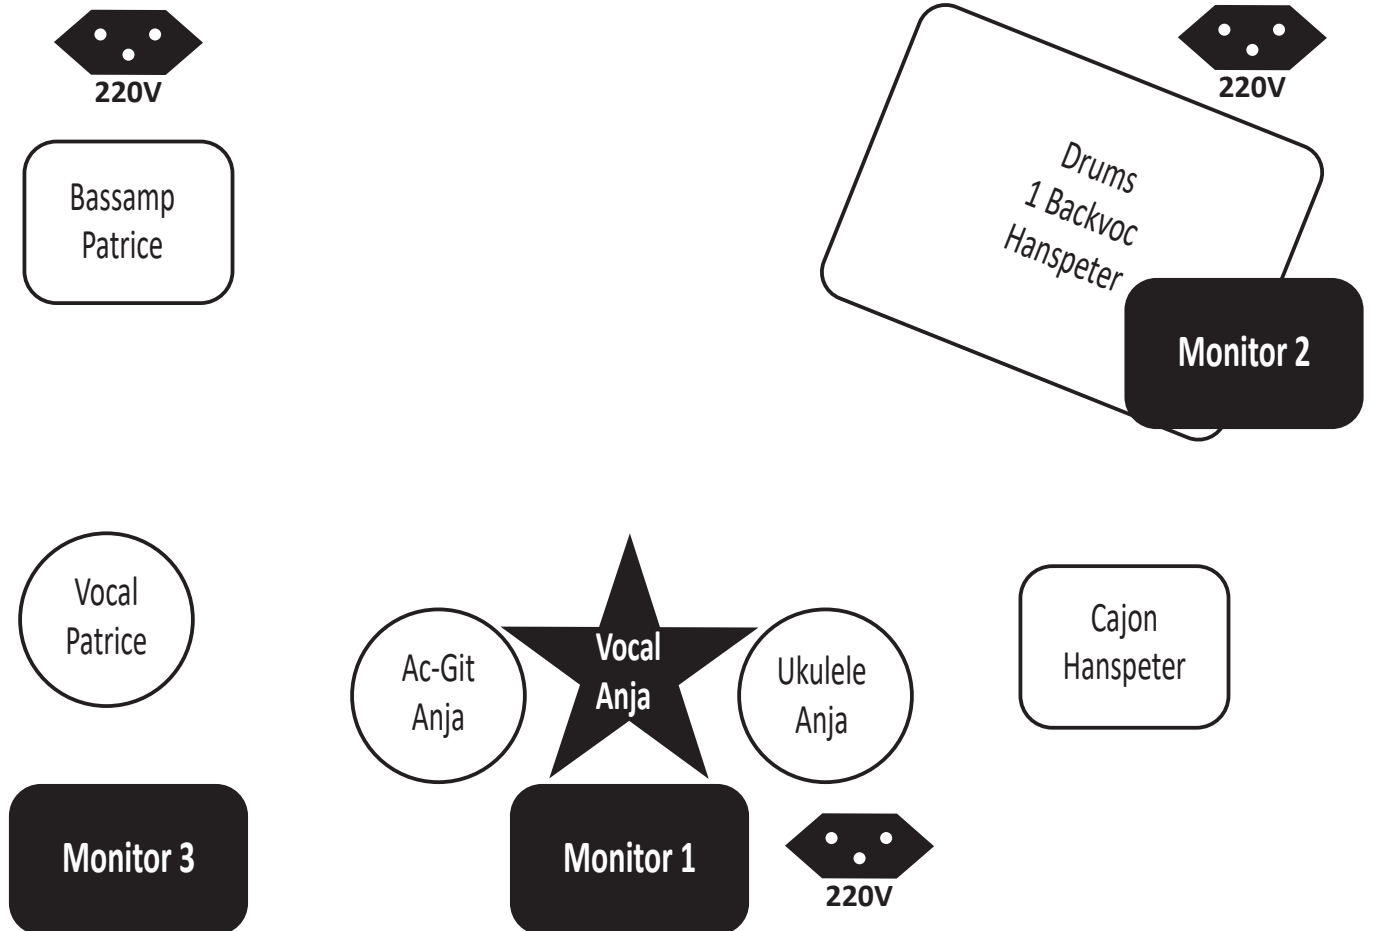 220V
220V
Bassamp
Patrice
Drums
1 Backvoc
Hanspeter
Monitor 2
Vocal
Patrice
Ac-Git
Anja
Vocal
Anja
Ukulele
Anja
Cajon
Hanspeter
Monitor 3
Monitor 1
220V